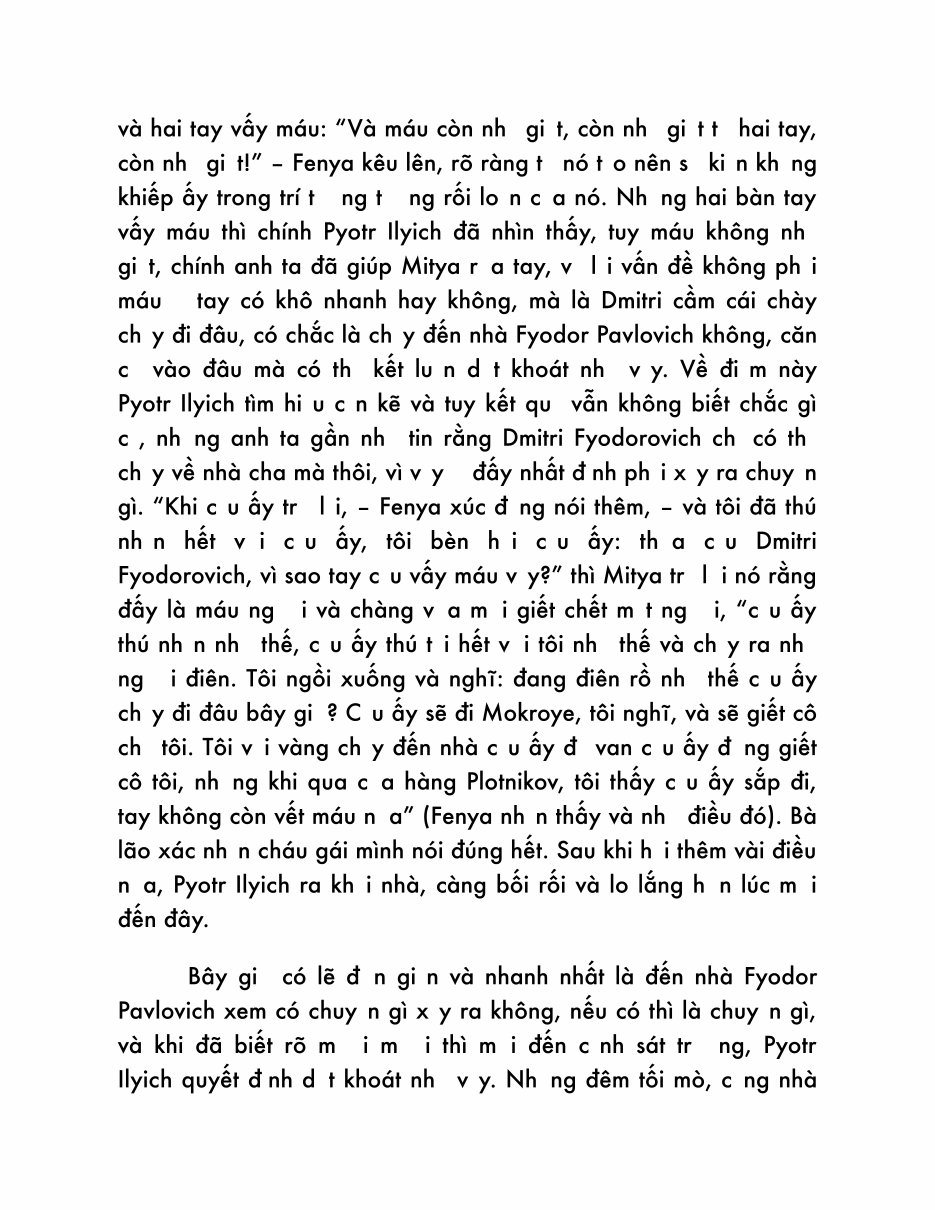 và hai tay vấy máu: “Và máu còn nh gi t, còn nh gi t t hai tay,
còn nh gi t!” – Fenya kêu lên, rõ ràng t nó t o nên s ki n kh ng
khiếp ấy trong trí t ng t ng rối lo n c a nó. Nh ng hai bàn tay
vấy máu thì chính Pyotr Ilyich đã nhìn thấy, tuy máu không nh
gi t, chính anh ta đã giúp Mitya r a tay, v l i vấn đề không ph i
máu tay có khô nhanh hay không, mà là Dmitri cầm cái chày
ch y đi đâu, có chắc là ch y đến nhà Fyodor Pavlovich không, căn
c vào đâu mà có th kết lu n d t khoát nh v y. Về đi m này
Pyotr Ilyich tìm hi u c n kẽ và tuy kết qu vẫn không biết chắc gì
c , nh ng anh ta gần nh tin rằng Dmitri Fyodorovich ch có th
ch y về nhà cha mà thôi, vì v y đấy nhất đ nh ph i x y ra chuy n
gì. “Khi c u ấy tr l i, – Fenya xúc đ ng nói thêm, – và tôi đã thú
nh n hết v i c u ấy, tôi bèn h i c u ấy: th a c u Dmitri
Fyodorovich, vì sao tay c u vấy máu v y?” thì Mitya tr l i nó rằng
đấy là máu ng i và chàng v a m i giết chết m t ng i, “c u ấy
thú nh n nh thế, c u ấy thú t i hết v i tôi nh thế và ch y ra nh
ng i điên. Tôi ngồi xuống và nghĩ: đang điên rồ nh thế c u ấy
ch y đi đâu bây gi ? C u ấy sẽ đi Mokroye, tôi nghĩ, và sẽ giết cô
ch tôi. Tôi v i vàng ch y đến nhà c u ấy đ van c u ấy đ ng giết
cô tôi, nh ng khi qua c a hàng Plotnikov, tôi thấy c u ấy sắp đi,
tay không còn vết máu n a” (Fenya nh n thấy và nh điều đó). Bà
lão xác nh n cháu gái mình nói đúng hết. Sau khi h i thêm vài điều
n a, Pyotr Ilyich ra kh i nhà, càng bối rối và lo lắng h n lúc m i
đến đây.
Bây gi có lẽ đ n gi n và nhanh nhất là đến nhà Fyodor
Pavlovich xem có chuy n gì x y ra không, nếu có thì là chuy n gì,
và khi đã biết rõ m i m i thì m i đến c nh sát tr ng, Pyotr
Ilyich quyết đ nh d t khoát nh v y. Nh ng đêm tối mò, c ng nhà